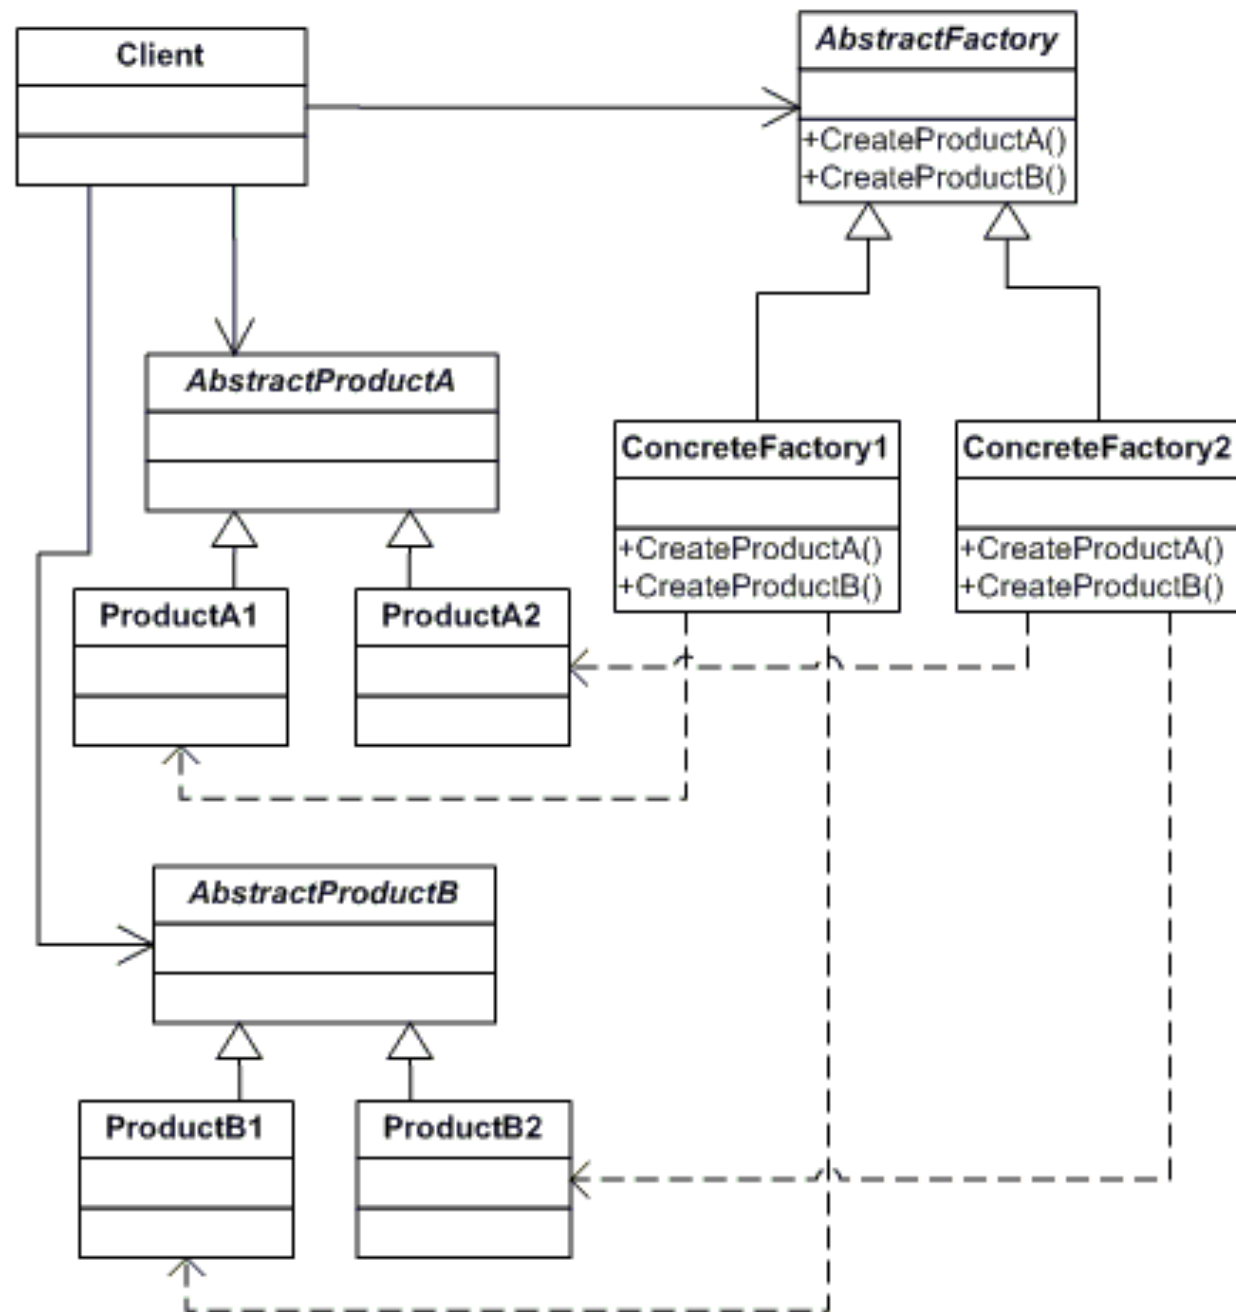 Client
AbstractFactory
+CreateProductA()
+CreateProductB()
AbstractProductA
ConcreteFactory1
+CreateProductA()
+CreateProductB()
ConcreteFactory2
+CreateProductA()
+CreateProductB()
ProductA1
ProductA2
AbstractProductB
ProductB1
ProductB2